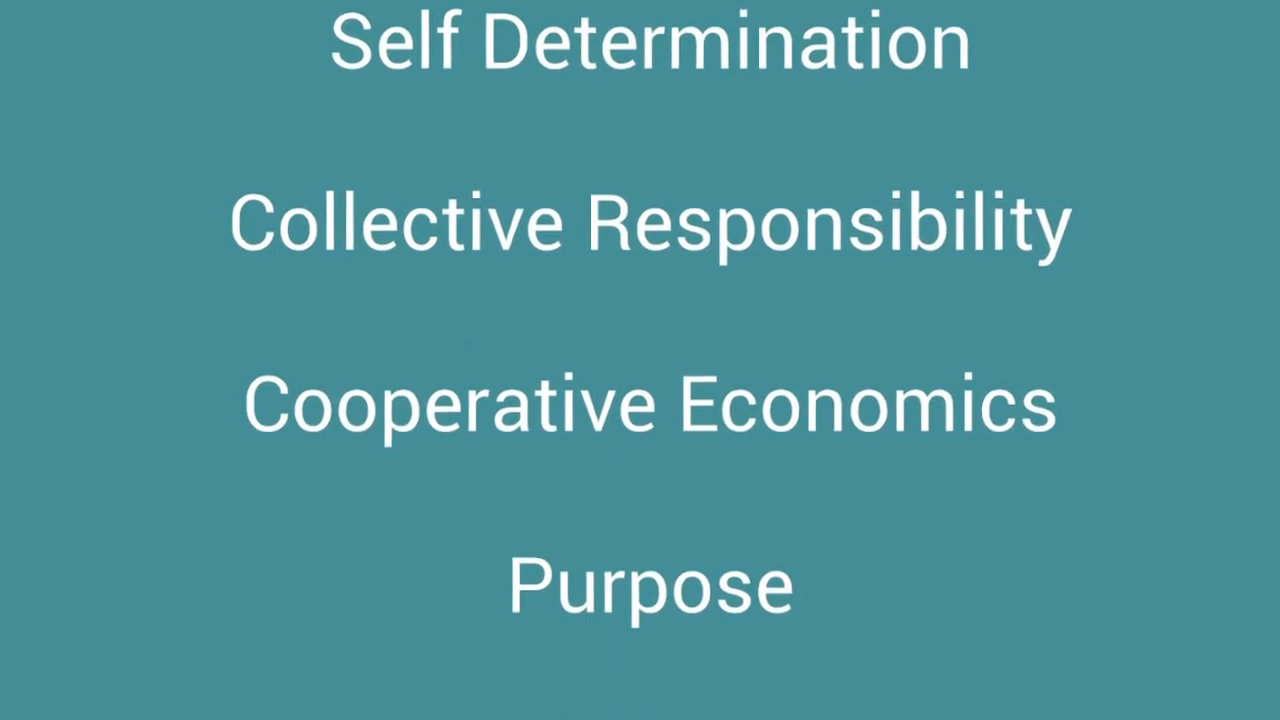 Self Determination
Collective Responsibility
Cooperative Economics
Purpose